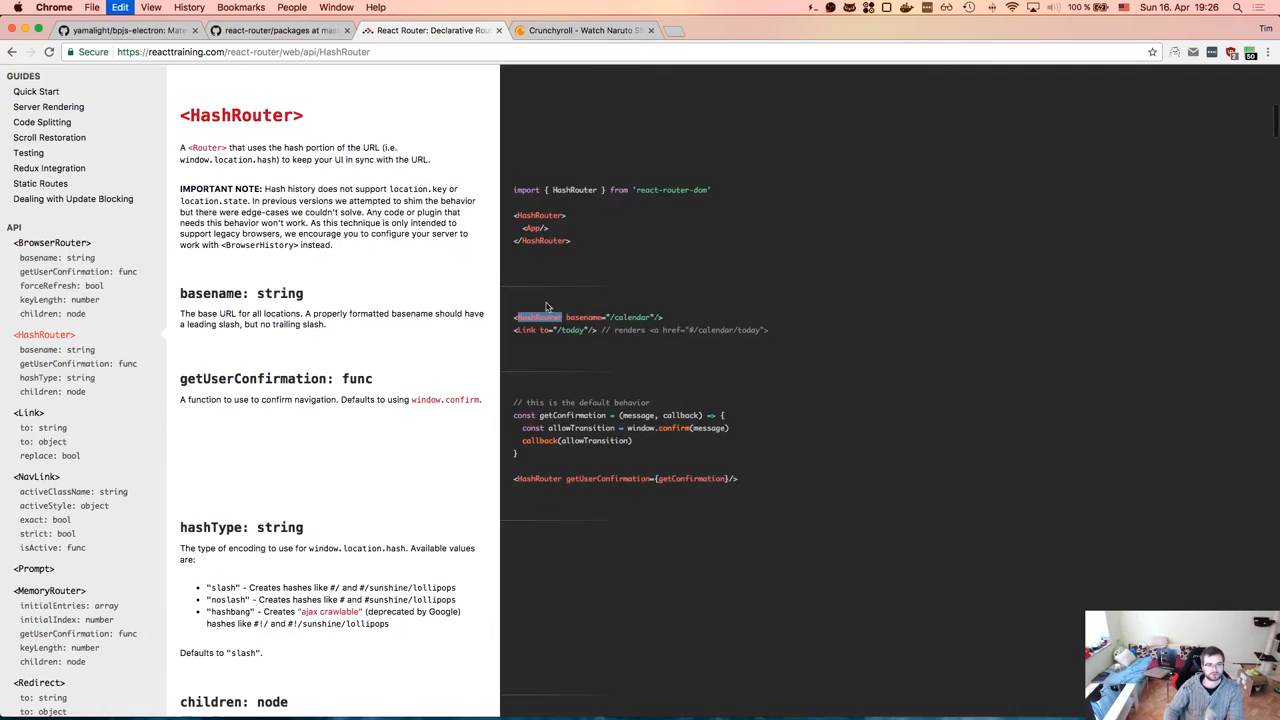 Chrome File Edit View History Bookmarks People Window Help
100 % Sun 16. Apr 19:26
yamalight/bpjs-electron: Mate
react-router/packages at mas
React Router: Declarative Rou
Crunchyroll - Watch Naruto S
Tim
Secure https://reacttraining.com/react-router/web/api/HashRouter
GUIDES
Quick Start
Server Rendering
Code Splitting
Scroll Restoration
Testing
Redux Integration
Static Routes
Dealing with Update Blocking
API
<BrowserRouter>
basename: string
getUserConfirmation: func
forceRefresh: bool
keyLength: number
children: node
<HashRouter>
basename: string
getUserConfirmation: func
hashType: string
children: node
<Link>
to: string
to: object
replace: bool
<NavLink>
activeClassName: string
activeStyle: object
exact: bool
strict: bool
isActive: func
<Prompt>
<MemoryRouter>
initialEntries: array
initialIndex: number
getUserConfirmation: func
keyLength: number
children: node
<Redirect>
to: string
to: object
<HashRouter>
A <Router> that uses the hash portion of the URL (i.e.
window.location.hash) to keep your UI in sync with the URL.
IMPORTANT NOTE: Hash history does not support location.key or
location.state. In previous versions we attempted to shim the behavior
but there were edge-cases we couldn't solve. Any code or plugin that
needs this behavior won't work. As this technique is only intended to
support legacy browsers, we encourage you to configure your server to
work with <BrowserHistory> instead.
import { HashRouter } from 'react-router-dom'
<HashRouter>
<App/>
</HashRouter>
basename: string
The base URL for all locations. A properly formatted basename should have
a leading slash, but no trailing slash.
<HashRouter basename="/calendar"/>
<Link to="/today"/> // renders <a href="#/calendar/today">
getUserConfirmation: func
A function to use to confirm navigation. Defaults to using window.confirm.
// this is the default behavior
const getConfirmation = (message, callback) => {
const allowTransition = window.confirm(message)
callback(allowTransition)
}
<HashRouter getUserConfirmation={getConfirmation}/>
hashType: string
The type of encoding to use for window.location.hash. Available values
are:
• "slash" - Creates hashes like #/ and #/sunshine/lollipops
• "noslash" - Creates hashes like # and #sunshine/lollipops
• "hashbang" - Creates "ajax crawlable" (deprecated by Google)
hashes like #!/ and #!/sunshine/lollipops
Defaults to "slash".
children: node